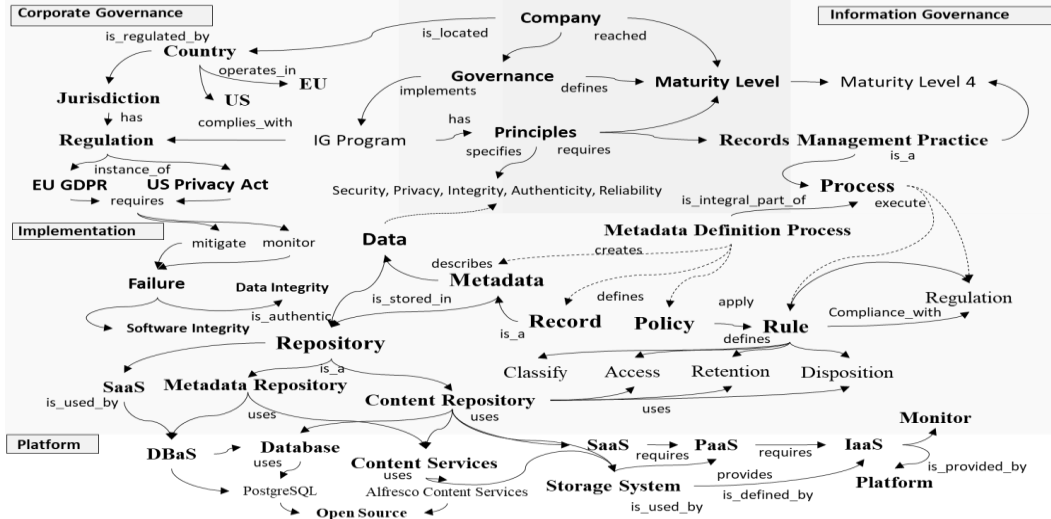 Corporate Governance
Company
Information Governance
is_regulated_by
is_located
reached
Country
operates_in
EU
Governance
implements
defines
Maturity Level
Maturity Level 4
Jurisdiction
US
has
complies_with
has
Regulation
IG Program
Principles
Records Management Practice
specifies
requires
is_a
instance_of
EU GDPR
US Privacy Act
Security, Privacy, Integrity, Authenticity, Reliability
Process
requires
is_integral_part_of
execute
Implementation
mitigate
monitor
Data
Metadata Definition Process
creates
describes
Failure
Data Integrity
Metadata
is_stored_in
defines
apply
Regulation
is_authentic
Software Integrity
is_a
Record
Policy
Rule
Compliance_with
defines
Repository
is_a
Classify
Access
Retention
Disposition
SaaS
Metadata Repository
is_used_by
Content Repository
uses
uses
uses
Monitor
Platform
DBaS
Database
SaaS
PaaS
IaaS
requires
requires
uses
Content Services
is_provided_by
uses
provides
Platform
PostgreSQL
Alfresco Content Services
Storage System
is_defined_by
Open Source
is_used_by